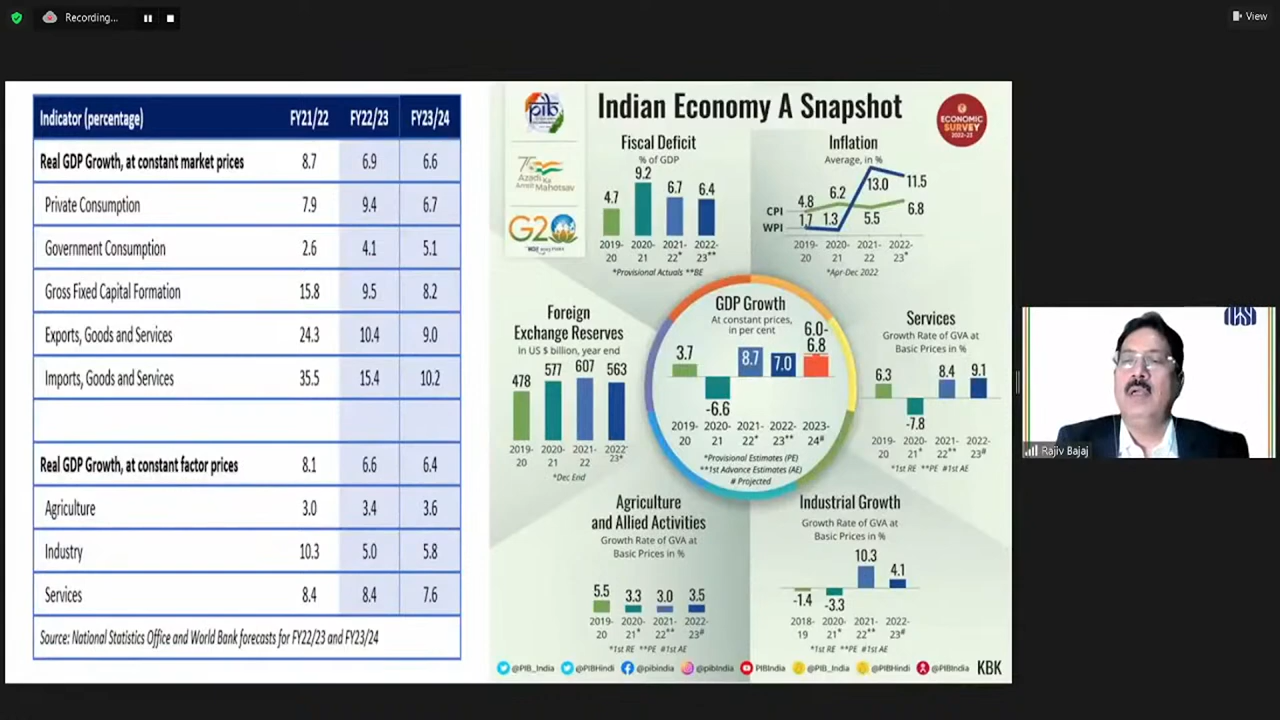 Recording...
View
Indicator (percentage) FY21/22 FY22/23 FY23/24
Real GDP Growth, at constant market prices 8.7 6.9 6.6
Private Consumption 7.9 9.4 6.7
Government Consumption 2.6 4.1 5.1
Gross Fixed Capital Formation 15.8 9.5 8.2
Exports, Goods and Services 24.3 10.4 9.0
Imports, Goods and Services 35.5 15.4 10.2
Real GDP Growth, at constant factor prices 8.1 6.6 6.4
Agriculture 3.0 3.4 3.6
Industry 10.3 5.0 5.8
Services 8.4 8.4 7.6
Source: National Statistics Office and World Bank forecasts for FY22/23 and FY23/24
pib
Azadi Ka
Amrit Mahotsav
G20
Indian Economy A Snapshot
ECONOMIC
SURVEY
2022-23
Fiscal Deficit
% of GDP
4.7 9.2 6.7 6.4
2019- 2020- 2021- 2022-
20 21 22* 23**
*Provisional Actuals **BE
Inflation
Average, in %
CPI 4.8 6.2 5.5 6.8
WPI 1.7 1.3 13.0 11.5
2019- 2020- 2021- 2022-
20 21 22 23*
*Apr-Dec 2022
Foreign
Exchange Reserves
In US $ billion, year end
478 577 607 563
2019- 2020- 2021- 2022-
20 21 22 23*
*Dec End
GDP Growth
At constant prices,
in per cent
3.7 -6.6 8.7 7.0 6.0-
6.8
2019- 2020- 2021- 2022- 2023-
20 21 22* 23** 24#
*Provisional Estimates (PE)
**1st Advance Estimates (AE)
# Projected
Services
Growth Rate of GVA at
Basic Prices in %
6.3 -7.8 8.4 9.1
2019- 2020- 2021- 2022-
20 21* 22** 23#
*1st RE **PE #1st AE
Agriculture
and Allied Activities
Growth Rate of GVA at
Basic Prices in %
5.5 3.3 3.0 3.5
2019- 2020- 2021- 2022-
20 21* 22** 23#
*1st RE **PE #1st AE
Industrial Growth
Growth Rate of GVA at
Basic Prices in %
-1.4 -3.3 10.3 4.1
2018- 2020- 2021- 2022-
19 21* 22** 23#
*1st RE **PE #1st AE
@PIB_India @PIBHindi @pibindia @pibIndia PIBIndia @PIB_India @PIBHindi @PIBIndia KBK
Rajiv Bajaj